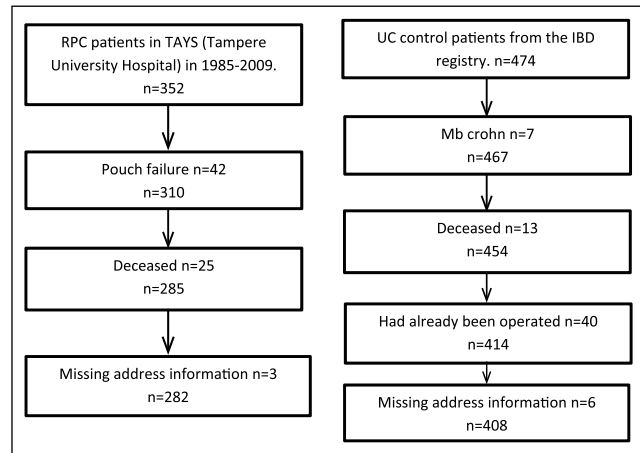 RPC patients in TAYS (Tampere
University Hospital) in 1985-2009.
n=352
Pouch failure n=42
n=310
Deceased n=25
n=285
Missing address information n=3
n=282
UC control patients from the IBD
registry. n=474
Mb crohn n=7
n=467
Deceased n=13
n=454
Had already been operated n=40
n=414
Missing address information n=6
n=408